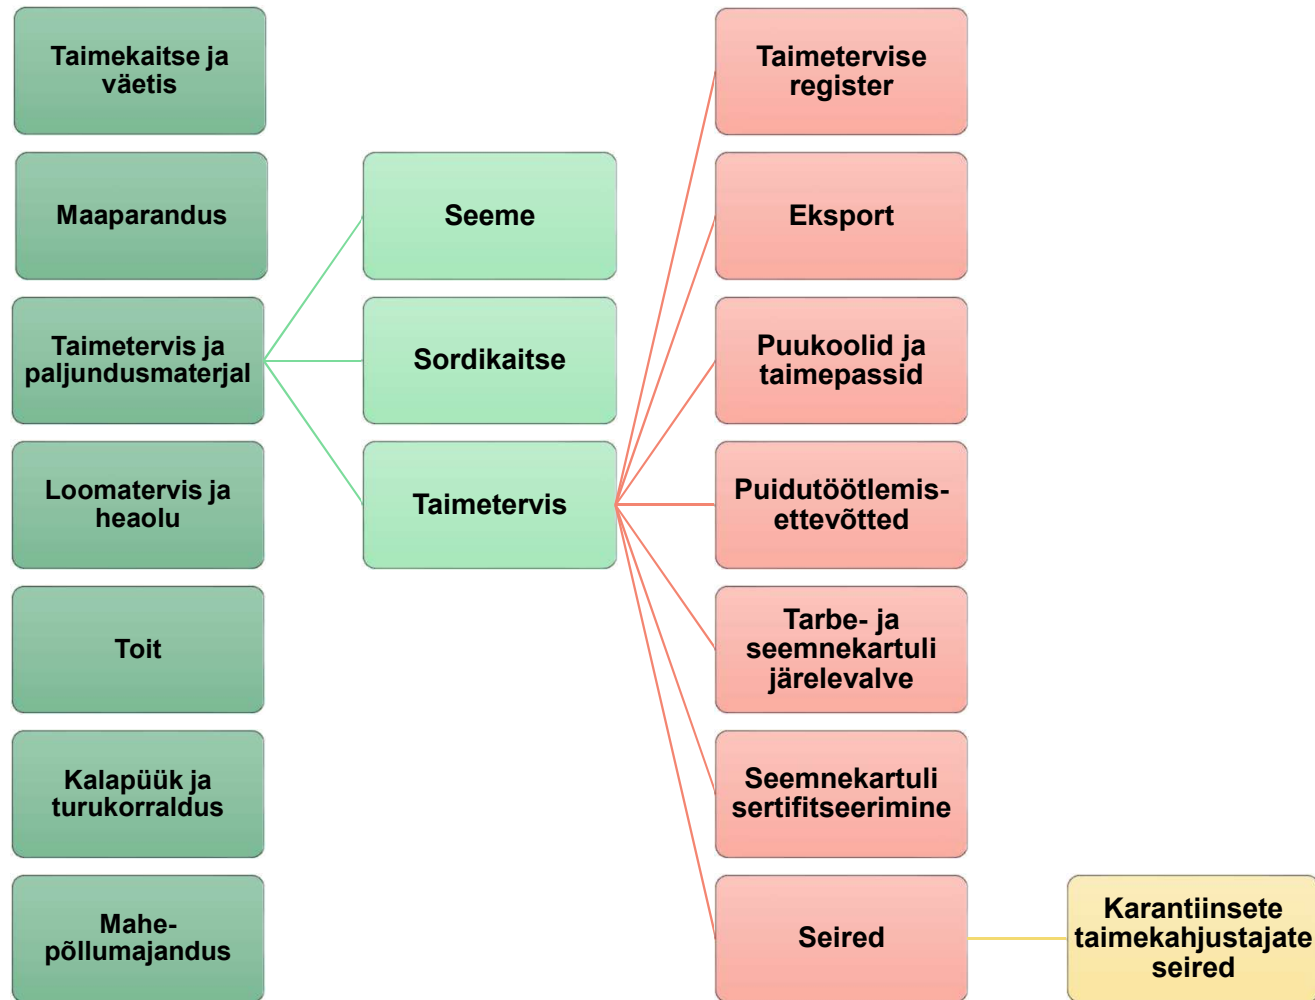 Taimekaitse ja
väetis
Maaparandus
Taimetervis ja
paljundusmaterjal
Loomatervis ja
heaolu
Toit
Kalapüük ja
turukorraldus
Mahe-
põllumajandus
Seeme
Sordikaitse
Taimetervis
Taimetervise
register
Eksport
Puukoolid ja
taimepassid
Puidutöötlemis-
ettevõtted
Tarbe- ja
seemnekartuli
järelevalve
Seemnekartuli
sertifitseerimine
Seired
Karantiinsete
taimekahjustajate
seired